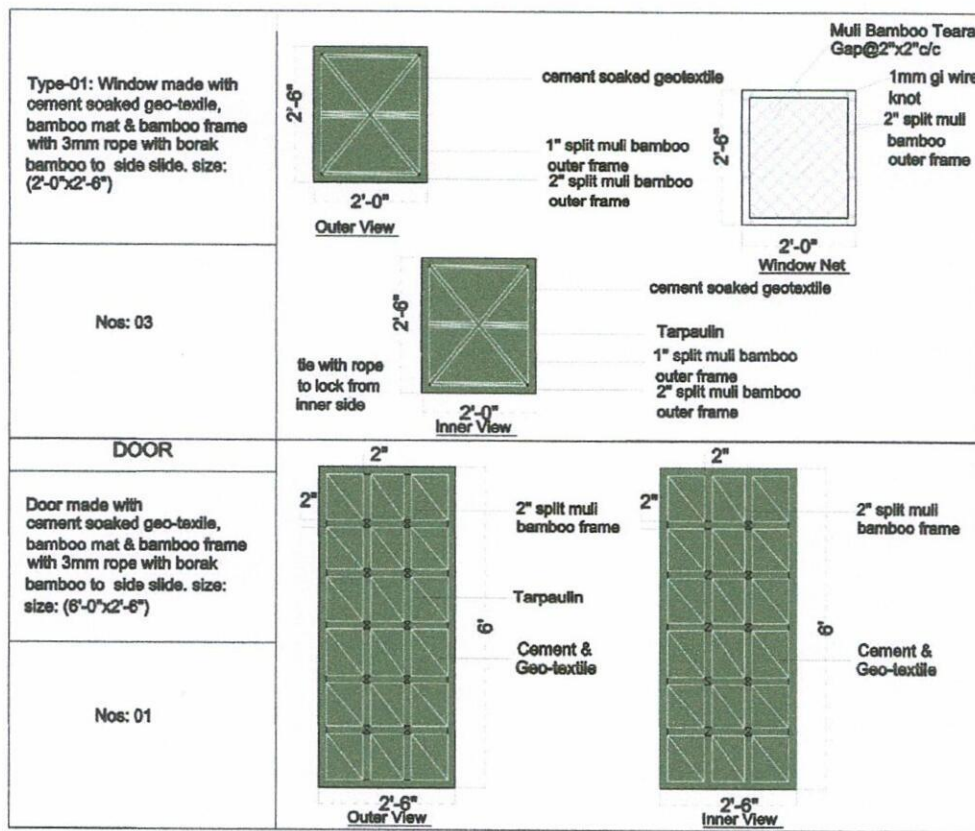 Type-01: Window made with
cement soaked geo-texile,
bamboo mat & bamboo frame
with 3mm rope with borak
bamboo to side slide. size:
(2'-0"x2'-6")
2'-6"
2'-0"
Outer View
cement soaked geotextile
1" split muli bamboo
outer frame
2" split muli bamboo
outer frame
Muli Bamboo Teara
Gap@2"x2"c/c
1mm gi wire
knot
2" split muli
bamboo
outer frame
2'-6"
2'-0"
Window Net
Nos: 03
2'-6"
tie with rope
to lock from
inner side
2'-0"
Inner View
cement soaked geotextile
Tarpaulin
1" split muli bamboo
outer frame
2" split muli bamboo
outer frame
DOOR
Door made with
cement soaked geo-texile,
bamboo mat & bamboo frame
with 3mm rope with borak
bamboo to side slide. size:
size: (6'-0"x2'-6")
Nos: 01
2"
2"
2" split muli
bamboo frame
Tarpaulin
6'
Cement &
Geo-textile
2'-6"
Outer View
2"
2"
2" split muli
bamboo frame
6'
Cement &
Geo-textile
2'-6"
Inner View